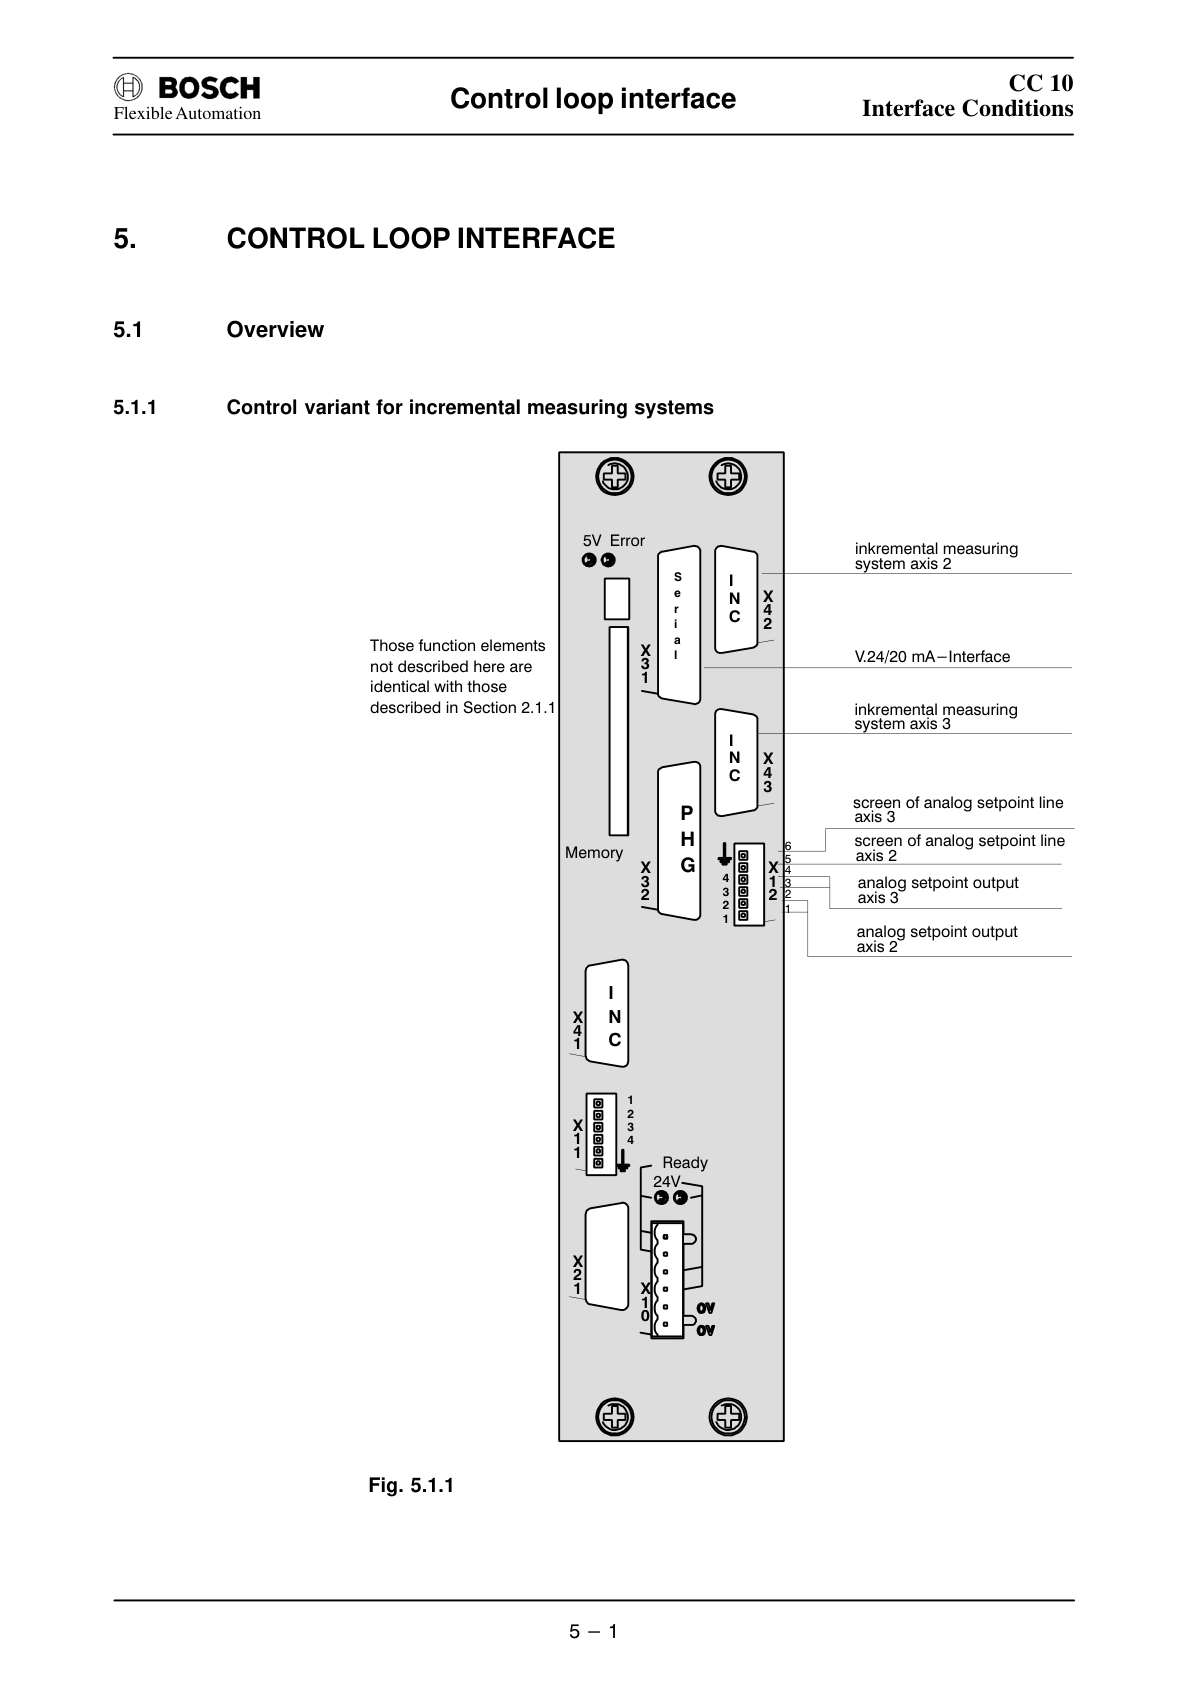 BOSCH
Flexible Automation
Control loop interface
CC 10
Interface Conditions
5. CONTROL LOOP INTERFACE
5.1 Overview
5.1.1 Control variant for incremental measuring systems
5V Error
Serial
X31
INC
X42
inkremental measuring
system axis 2
Those function elements
not described here are
identical with those
described in Section 2.1.1
V.24/20 mA−Interface
INC
X43
inkremental measuring
system axis 3
Memory
PHG
X32
4
3
2
1
X12
6
5
4
3
2
1
screen of analog setpoint line
axis 3
screen of analog setpoint line
axis 2
analog setpoint output
axis 3
analog setpoint output
axis 2
INC
X41
X11
1
2
3
4
Ready
24V
X21
X10
0V
0V
Fig. 5.1.1
5 − 1